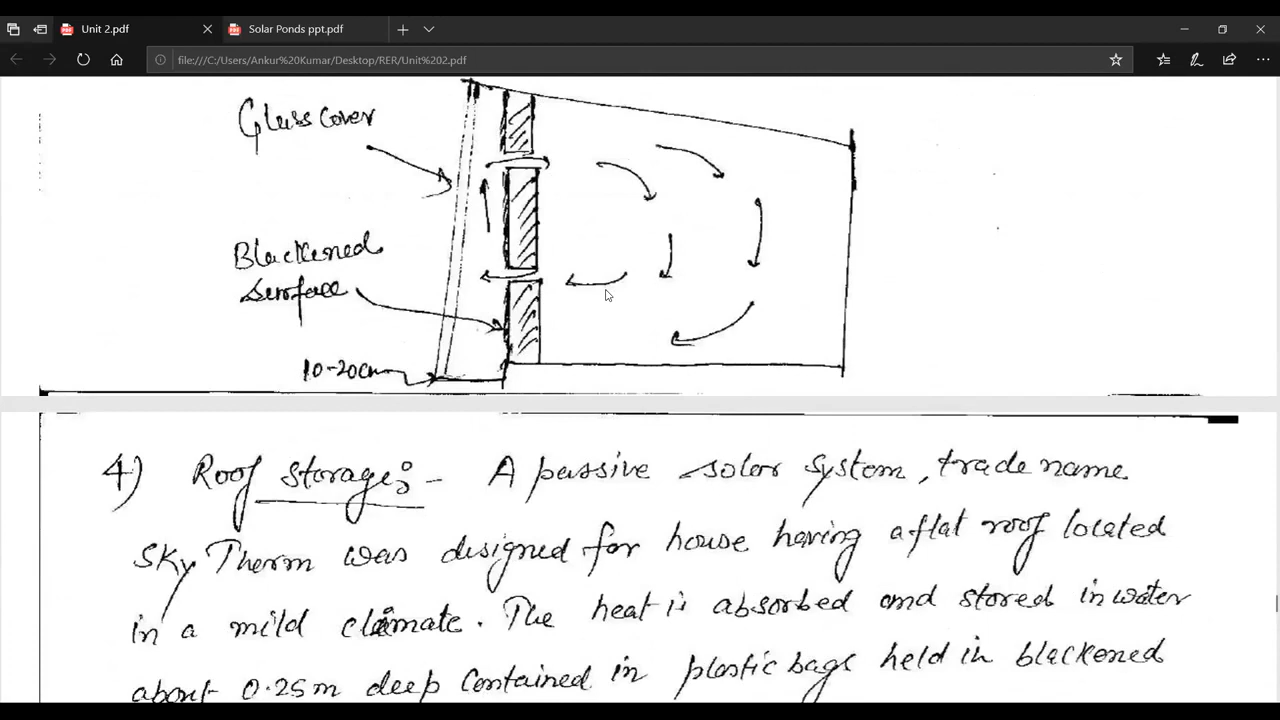 Unit 2.pdf
Solar Ponds ppt.pdf
file:///C:/Users/Ankur%20Kumar/Desktop/RER/Unit%202.pdf
Glass cover
Blackened
Surface
10-20cm
4) Roof Storage:- A passive solar system, trade name
Sky Therm was designed for house having a flat roof located
in a mild climate. The heat is absorbed and stored in water
about 0.25m deep contained in plastic bags held in blackened